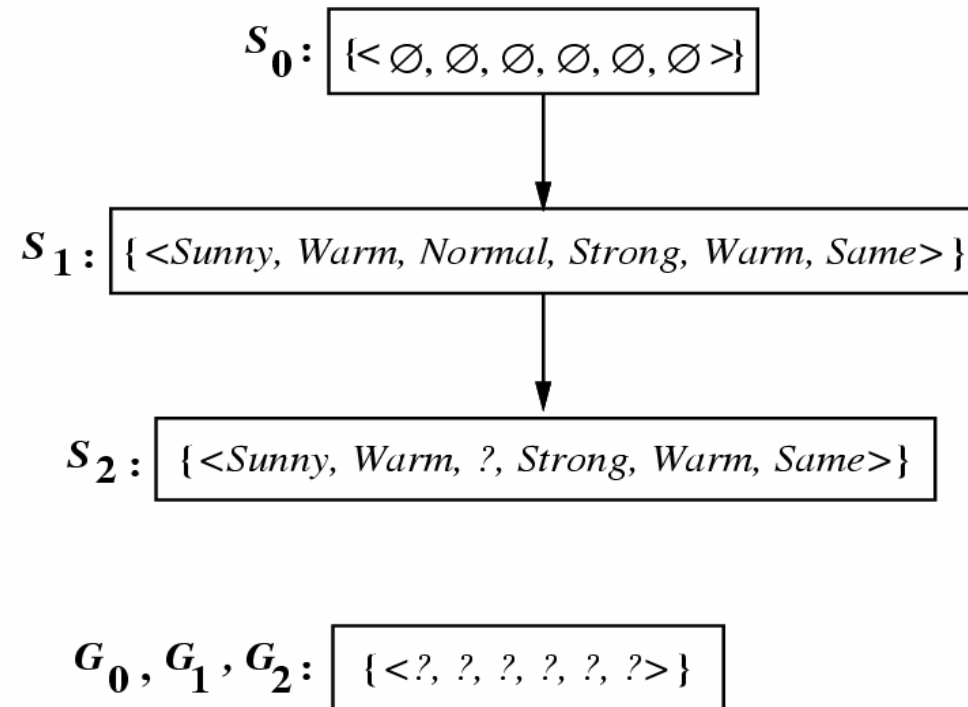 S0: {<∅, ∅, ∅, ∅, ∅, ∅>}
S1: {<Sunny, Warm, Normal, Strong, Warm, Same>}
S2: {<Sunny, Warm, ?, Strong, Warm, Same>}
G0, G1, G2: {<?, ?, ?, ?, ?, ?>}